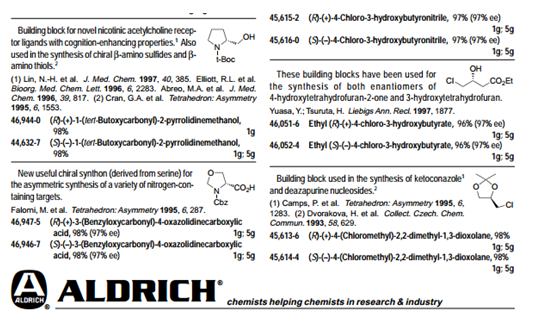 Building block for novel nicotinic acetylcholine recep-
tor ligands with cognition-enhancing properties.¹ Also
used in the synthesis of chiral β-amino sulfides and β-
amino thiols.²
OH
N
t-Boc
(1) Lin, N.-H. et al. J. Med. Chem. 1997, 40, 385. Elliott, R.L. et al.
Bioorg. Med. Chem. Lett. 1996, 6, 2283. Abreo, M.A. et al. J. Med.
Chem. 1996, 39, 817. (2) Cran, G.A. et al. Tetrahedron: Asymmetry
1995, 6, 1553.
46,944-0 (R)-(+)-1-(tert-Butoxycarbonyl)-2-pyrrolidinemethanol,
98% 1g
44,632-7 (S)-(–)-1-(tert-Butoxycarbonyl)-2-pyrrolidinemethanol,
98% 1g; 5g
New useful chiral synthon (derived from serine) for
the asymmetric synthesis of a variety of nitrogen-con-
taining targets.
O
N
CO₂H
Cbz
Falorni, M. et al. Tetrahedron: Asymmetry 1995, 6, 287.
46,947-5 (R)-(+)-3-(Benzyloxycarbonyl)-4-oxazolidinecarboxylic
acid, 98% (97% ee) 1g; 5g
46,946-7 (S)-(–)-3-(Benzyloxycarbonyl)-4-oxazolidinecarboxylic
acid, 98% (97% ee) 1g; 5g
45,615-2 (R)-(+)-4-Chloro-3-hydroxybutyronitrile, 97% (97% ee)
1g; 5g
45,616-0 (S)-(–)-4-Chloro-3-hydroxybutyronitrile, 97% (97% ee)
1g; 5g
These building blocks have been used for
the synthesis of both enantiomers of
4-hydroxytetrahydrofuran-2-one and 3-hydroxytetrahydrofuran.
OH
Cl
CO₂Et
Yuasa, Y.; Tsuruta, H. Liebigs Ann. Recl. 1997, 1877.
46,051-6 Ethyl (R)-(+)-4-chloro-3-hydroxybutyrate, 96% (97% ee)
1g; 5g
46,052-4 Ethyl (S)-(–)-4-chloro-3-hydroxybutyrate, 96% (97% ee)
1g; 5g
Building block used in the synthesis of ketoconazole¹
and deazapurine nucleosides.²
O O
Cl
(1) Camps, P. et al. Tetrahedron: Asymmetry 1995, 6,
1283. (2) Dvorakova, H. et al. Collect. Czech. Chem.
Commun. 1993, 58, 629.
45,613-6 (R)-(+)-4-(Chloromethyl)-2,2-dimethyl-1,3-dioxolane, 98%
1g; 5g
45,614-4 (S)-(–)-4-(Chloromethyl)-2,2-dimethyl-1,3-dioxolane, 98%
1g; 5g
ALDRICH
ALDRICH®
chemists helping chemists in research & industry